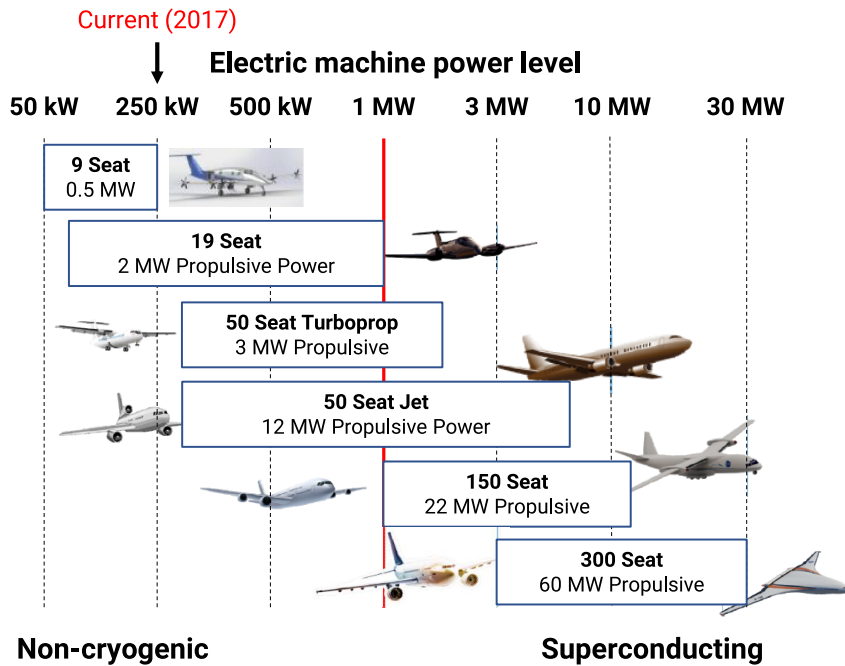 Current (2017)
Electric machine power level
50 kW 250 kW 500 kW 1 MW 3 MW 10 MW 30 MW
9 Seat
0.5 MW
19 Seat
2 MW Propulsive Power
50 Seat Turboprop
3 MW Propulsive
50 Seat Jet
12 MW Propulsive Power
150 Seat
22 MW Propulsive
300 Seat
60 MW Propulsive
Non-cryogenic Superconducting